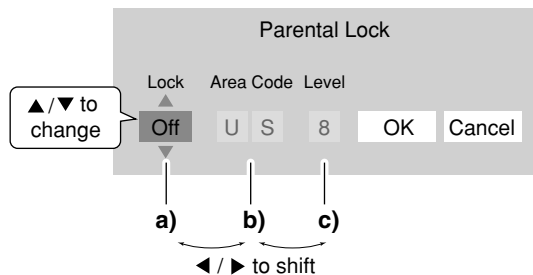 Parental Lock
Lock Area Code Level
▲/▼ to
change
Off U S 8 OK Cancel
a) b) c)
◀ / ▶ to shift